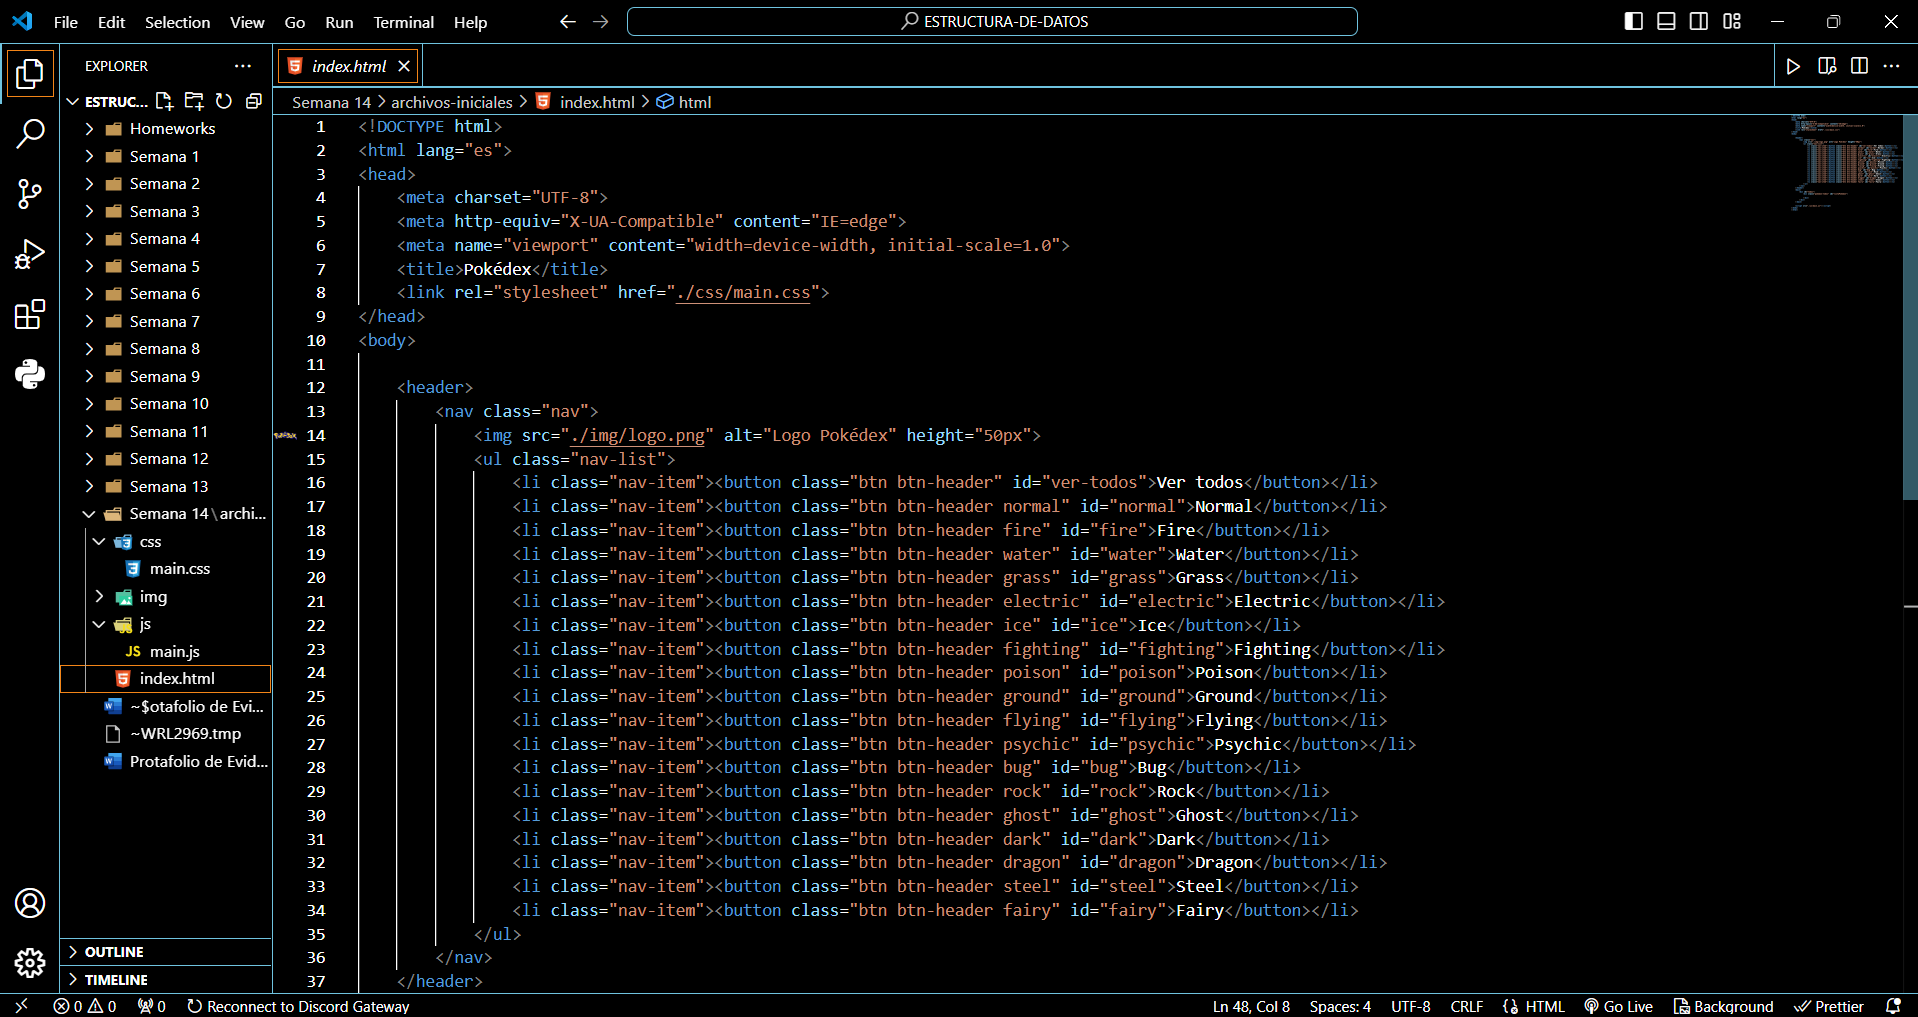 File Edit Selection View Go Run Terminal Help
ESTRUCTURA-DE-DATOS
EXPLORER
ESTRUC...
Homeworks
Semana 1
Semana 2
Semana 3
Semana 4
Semana 5
Semana 6
Semana 7
Semana 8
Semana 9
Semana 10
Semana 11
Semana 12
Semana 13
Semana 14\archi...
css
main.css
img
js
JS main.js
index.html
~$otafolio de Evi...
~WRL2969.tmp
Protafolio de Evid...
OUTLINE
TIMELINE
index.html
Semana 14 > archivos-iniciales > index.html > html
1 <!DOCTYPE html>
2 <html lang="es">
3 <head>
4 <meta charset="UTF-8">
5 <meta http-equiv="X-UA-Compatible" content="IE=edge">
6 <meta name="viewport" content="width=device-width, initial-scale=1.0">
7 <title>Pokédex</title>
8 <link rel="stylesheet" href="./css/main.css">
9 </head>
10 <body>
11
12 <header>
13 <nav class="nav">
14 <img src="./img/logo.png" alt="Logo Pokédex" height="50px">
15 <ul class="nav-list">
16 <li class="nav-item"><button class="btn btn-header" id="ver-todos">Ver todos</button></li>
17 <li class="nav-item"><button class="btn btn-header normal" id="normal">Normal</button></li>
18 <li class="nav-item"><button class="btn btn-header fire" id="fire">Fire</button></li>
19 <li class="nav-item"><button class="btn btn-header water" id="water">Water</button></li>
20 <li class="nav-item"><button class="btn btn-header grass" id="grass">Grass</button></li>
21 <li class="nav-item"><button class="btn btn-header electric" id="electric">Electric</button></li>
22 <li class="nav-item"><button class="btn btn-header ice" id="ice">Ice</button></li>
23 <li class="nav-item"><button class="btn btn-header fighting" id="fighting">Fighting</button></li>
24 <li class="nav-item"><button class="btn btn-header poison" id="poison">Poison</button></li>
25 <li class="nav-item"><button class="btn btn-header ground" id="ground">Ground</button></li>
26 <li class="nav-item"><button class="btn btn-header flying" id="flying">Flying</button></li>
27 <li class="nav-item"><button class="btn btn-header psychic" id="psychic">Psychic</button></li>
28 <li class="nav-item"><button class="btn btn-header bug" id="bug">Bug</button></li>
29 <li class="nav-item"><button class="btn btn-header rock" id="rock">Rock</button></li>
30 <li class="nav-item"><button class="btn btn-header ghost" id="ghost">Ghost</button></li>
31 <li class="nav-item"><button class="btn btn-header dark" id="dark">Dark</button></li>
32 <li class="nav-item"><button class="btn btn-header dragon" id="dragon">Dragon</button></li>
33 <li class="nav-item"><button class="btn btn-header steel" id="steel">Steel</button></li>
34 <li class="nav-item"><button class="btn btn-header fairy" id="fairy">Fairy</button></li>
35 </ul>
36 </nav>
37 </header>
0 0 0 Reconnect to Discord Gateway Ln 48, Col 8 Spaces: 4 UTF-8 CRLF {} HTML Go Live Background Prettier